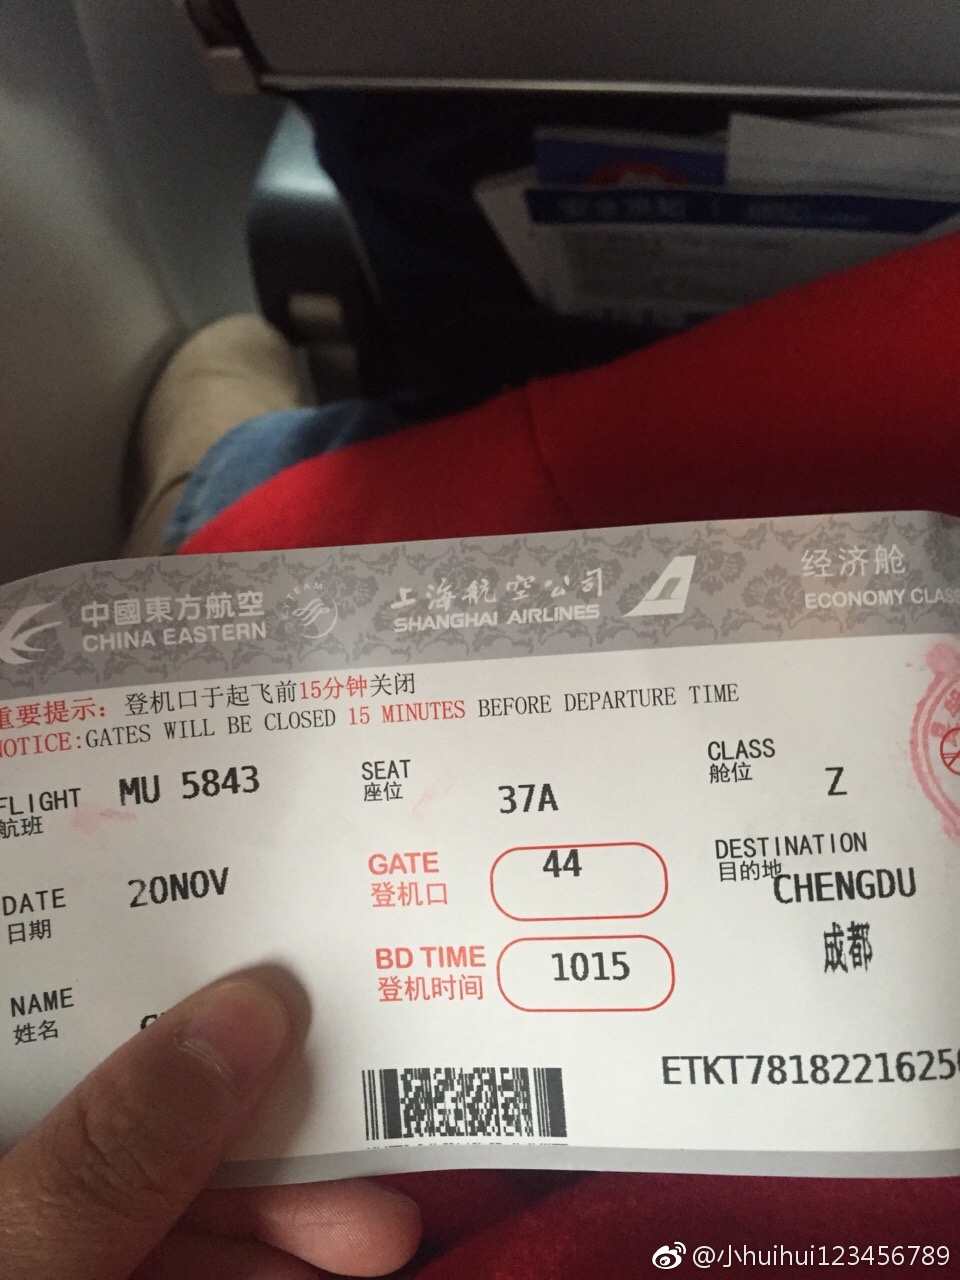 中國東方航空
CHINA EASTERN
上海航空公司
SHANGHAI AIRLINES
经济舱
ECONOMY CLASS
重要提示：登机口于起飞前15分钟关闭
NOTICE:GATES WILL BE CLOSED 15 MINUTES BEFORE DEPARTURE TIME
FLIGHT MU 5843
航班
SEAT
座位
37A
CLASS
舱位
Z
DATE 20NOV
日期
GATE 44
登机口
DESTINATION
目的地
CHENGDU
成都
BD TIME 1015
登机时间
NAME
姓名
ETKT7818221625
@小huihui123456789